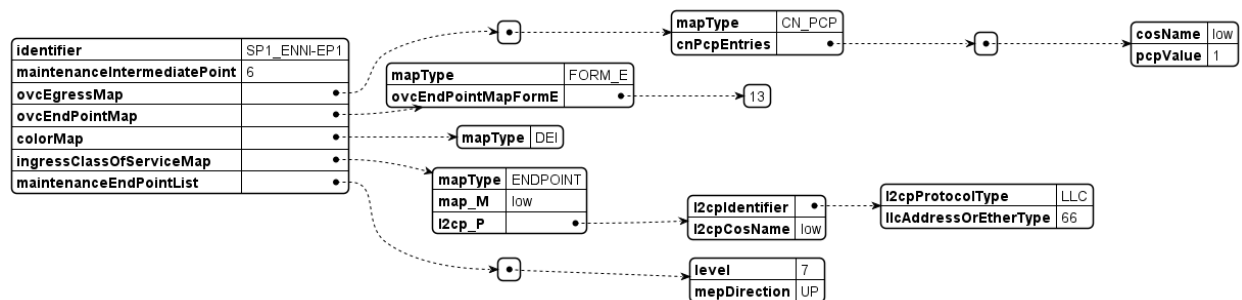 identifier SP1_ENNI-EP1
maintenanceIntermediatePoint 6
ovcEgressMap
ovcEndPointMap
colorMap
ingressClassOfServiceMap
maintenanceEndPointList
mapType CN_PCP
cnPcpEntries
cosName low
pcpValue 1
mapType FORM_E
ovcEndPointMapFormE
13
mapType DEI
mapType ENDPOINT
map_M low
l2cp_P
l2cpIdentifier
l2cpCosName low
l2cpProtocolType LLC
llcAddressOrEtherType 66
level 7
mepDirection UP